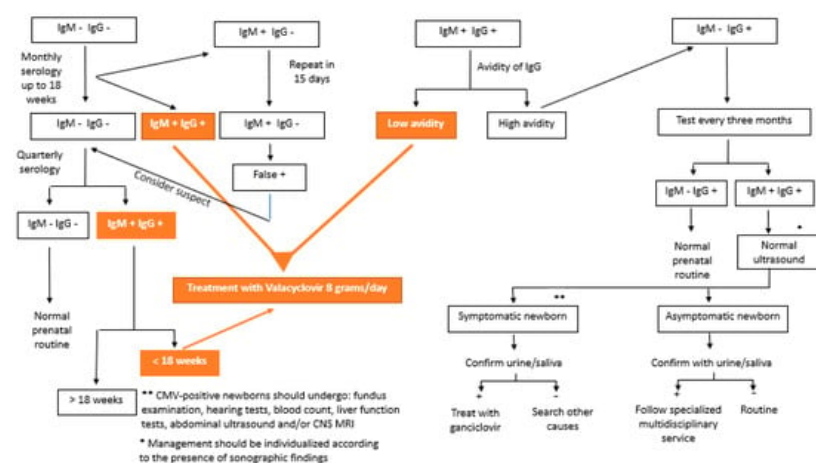 IgM - IgG -
IgM + IgG -
IgM + IgG +
IgM - IgG +
Monthly
serology
up to 18
weeks
Repeat in
15 days
Avidity of IgG
IgM - IgG -
IgM + IgG +
IgM + IgG -
Low avidity
High avidity
Test every three months
Quarterly
serology
Consider suspect
False +
IgM - IgG +
IgM + IgG +
IgM - IgG -
IgM + IgG +
*
Normal
prenatal
routine
Normal
ultrasound
Treatment with Valacyclovir 8 grams/day
**
Normal
prenatal
routine
Symptomatic newborn
Asymptomatic newborn
< 18 weeks
> 18 weeks
Confirm urine/saliva
Confirm with urine/saliva
+
-
+
-
Treat with
ganciclovir
Search other
causes
Follow specialized
multidisciplinary
service
Routine
** CMV-positive newborns should undergo: fundus
examination, hearing tests, blood count, liver function
tests, abdominal ultrasound and/or CNS MRI
* Management should be individualized according
to the presence of sonographic findings